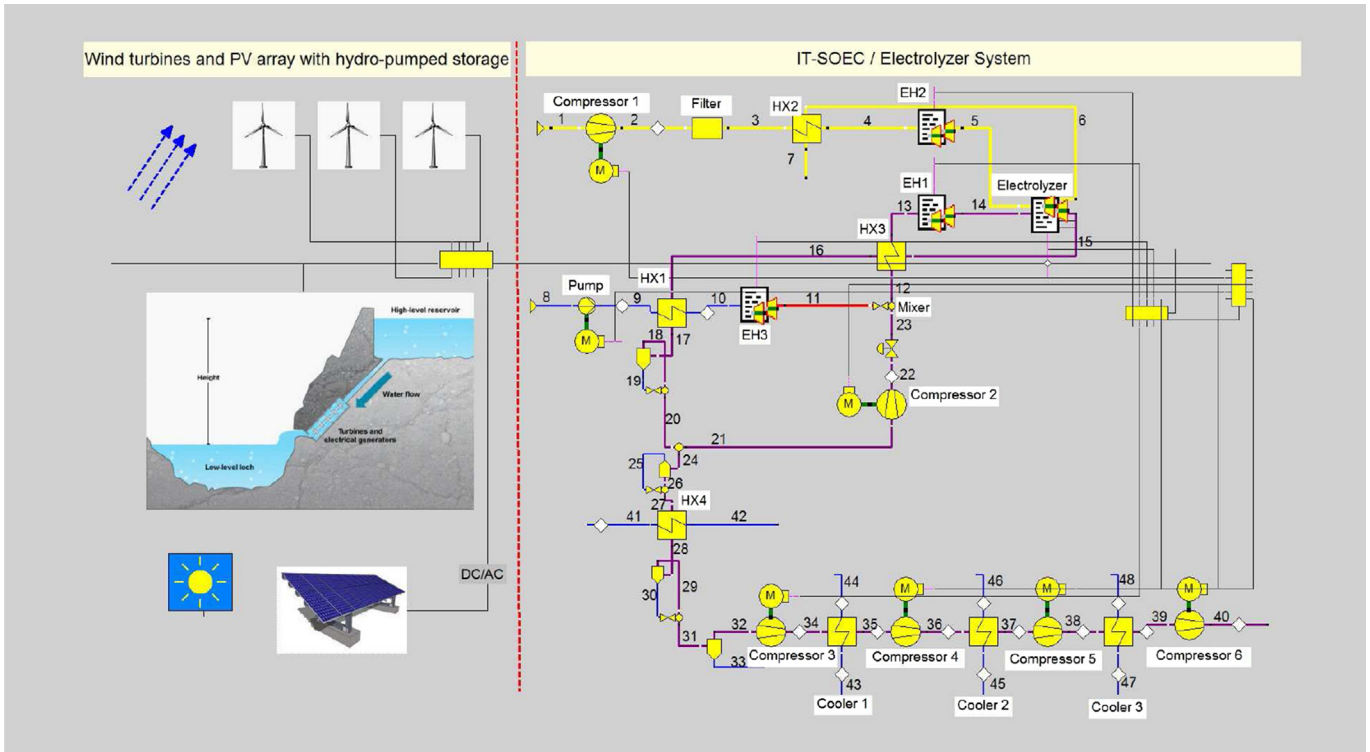 Wind turbines and PV array with hydro-pumped storage
IT-SOEC / Electrolyzer System
Compressor 1
Filter
HX2
EH2
1
2
3
4
5
6
7
M
EH1
Electrolyzer
13
14
15
HX3
16
HX1
12
Pump
8
9
10
11
EH3
Mixer
M
23
18
17
22
19
M
Compressor 2
20
21
24
25
26
27
HX4
41
42
28
29
30
31
32
33
High-level reservoir
Height
Water flow
Turbines and
electrical generators
Low-level loch
DC/AC
44
46
48
M
M
M
M
34
35
36
37
38
39
40
Compressor 3
Compressor 4
Compressor 5
Compressor 6
43
45
47
Cooler 1
Cooler 2
Cooler 3